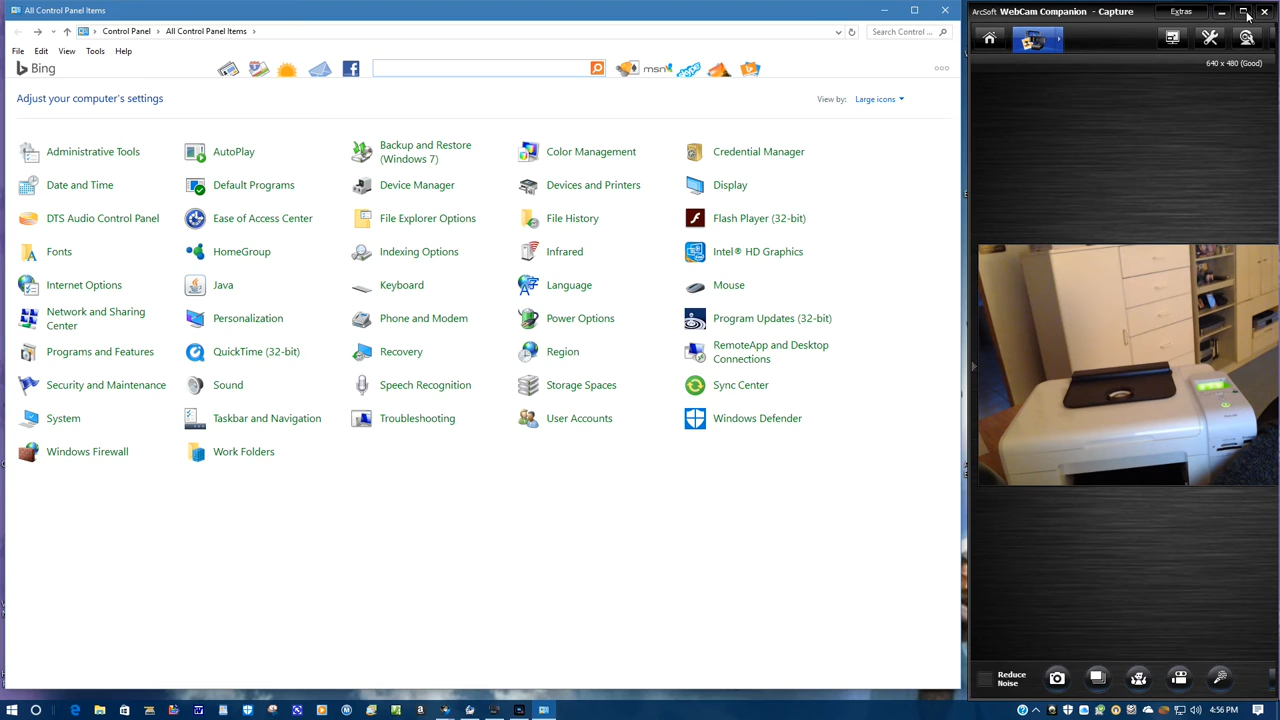 All Control Panel Items
Control Panel
All Control Panel Items
Search Control ...
File
Edit
View
Tools
Help
Bing
msn
skype
Adjust your computer's settings
View by:
Large icons
Administrative Tools
AutoPlay
Backup and Restore
(Windows 7)
Color Management
Credential Manager
Date and Time
Default Programs
Device Manager
Devices and Printers
Display
DTS Audio Control Panel
Ease of Access Center
File Explorer Options
File History
Flash Player (32-bit)
Fonts
HomeGroup
Indexing Options
Infrared
Intel® HD Graphics
Internet Options
Java
Keyboard
Language
Mouse
Network and Sharing
Center
Personalization
Phone and Modem
Power Options
Program Updates (32-bit)
Programs and Features
QuickTime (32-bit)
Recovery
Region
RemoteApp and Desktop
Connections
Security and Maintenance
Sound
Speech Recognition
Storage Spaces
Sync Center
System
Taskbar and Navigation
Troubleshooting
User Accounts
Windows Defender
Windows Firewall
Work Folders
ArcSoft WebCam Companion - Capture
Extras
640 x 480 (Good)
Reduce
Noise
4:56 PM